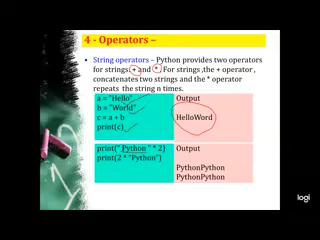 4 - Operators –
• String operators – Python provides two operators
for strings: + and *. For strings ,the + operator ,
concatenates two strings and the * operator
repeats the string n times.
a = "Hello"
b = "World"
c = a + b
print(c)
Output
HelloWord
print(" Python " * 2)
print(2 * "Python")
Output
PythonPython
PythonPython
logi